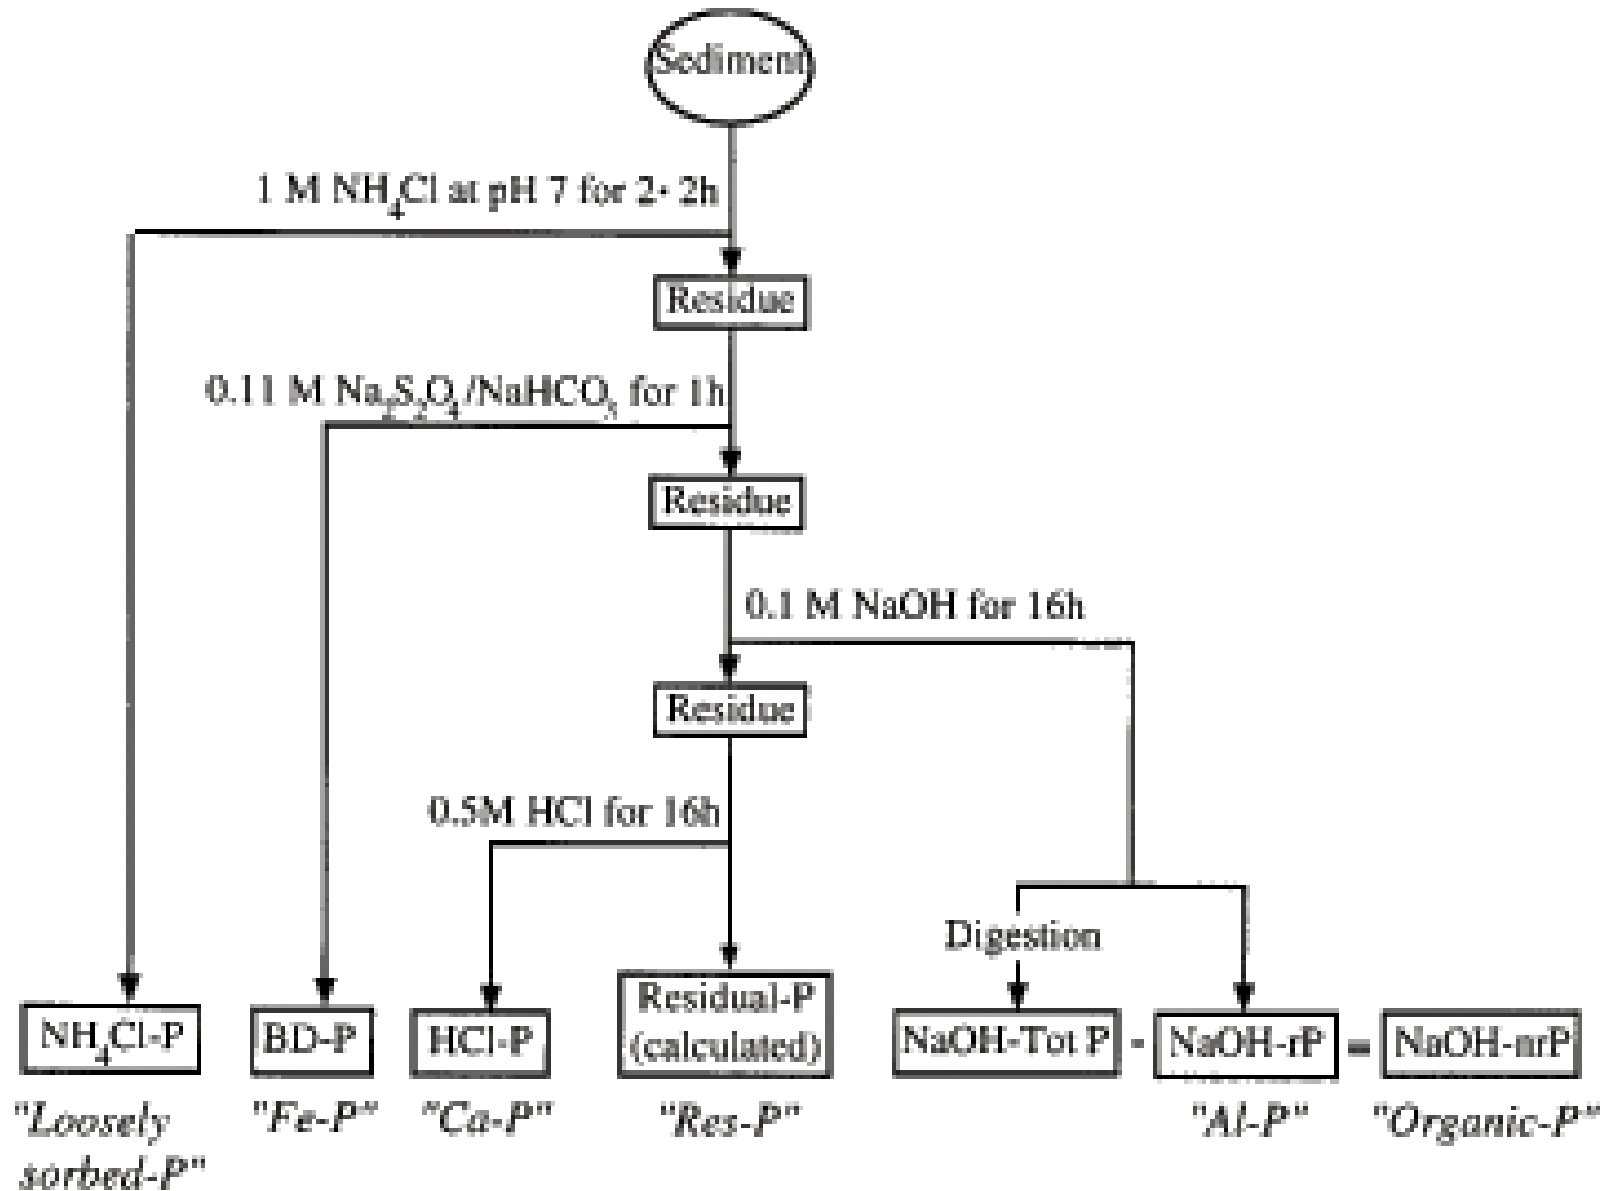 Sediment
1 M NH₄Cl at pH 7 for 2· 2h
Residue
0.11 M Na₂S₂O₄/NaHCO₃ for 1h
Residue
0.1 M NaOH for 16h
Residue
0.5M HCl for 16h
Digestion
NH₄Cl-P
BD-P
HCl-P
Residual-P
(calculated)
NaOH-Tot P - NaOH-rP = NaOH-nrP
"Loosely
sorbed-P"
"Fe-P"
"Ca-P"
"Res-P"
"Al-P"
"Organic-P"